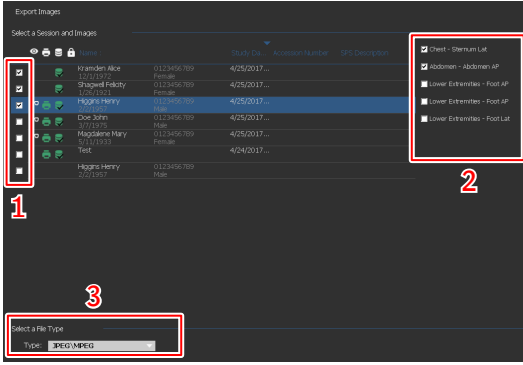 Export Images
Select a Session and Images
Name
Study Da...
Accession Number
SPS Description
Kramden Alice 0123456789 4/25/2017...
12/1/1972 Female
Shagwell Felicity 0123456789 4/25/2017...
1/26/1921 Female
Higgins Henry 0123456789 4/25/2017...
2/2/1957 Male
Doe John 0123456789 4/25/2017...
3/7/1975 Male
Magdalene Mary 0123456789 4/25/2017...
5/11/1933 Female
Test 4/24/2017...
Higgins Henry 0123456789
2/2/1957 Male
1
Chest - Sternum Lat
Abdomen - Abdomen AP
Lower Extremities - Foot AP
Lower Extremities - Foot AP
Lower Extremities - Foot Lat
2
3
Select a File Type
Type: JPEG\MPEG